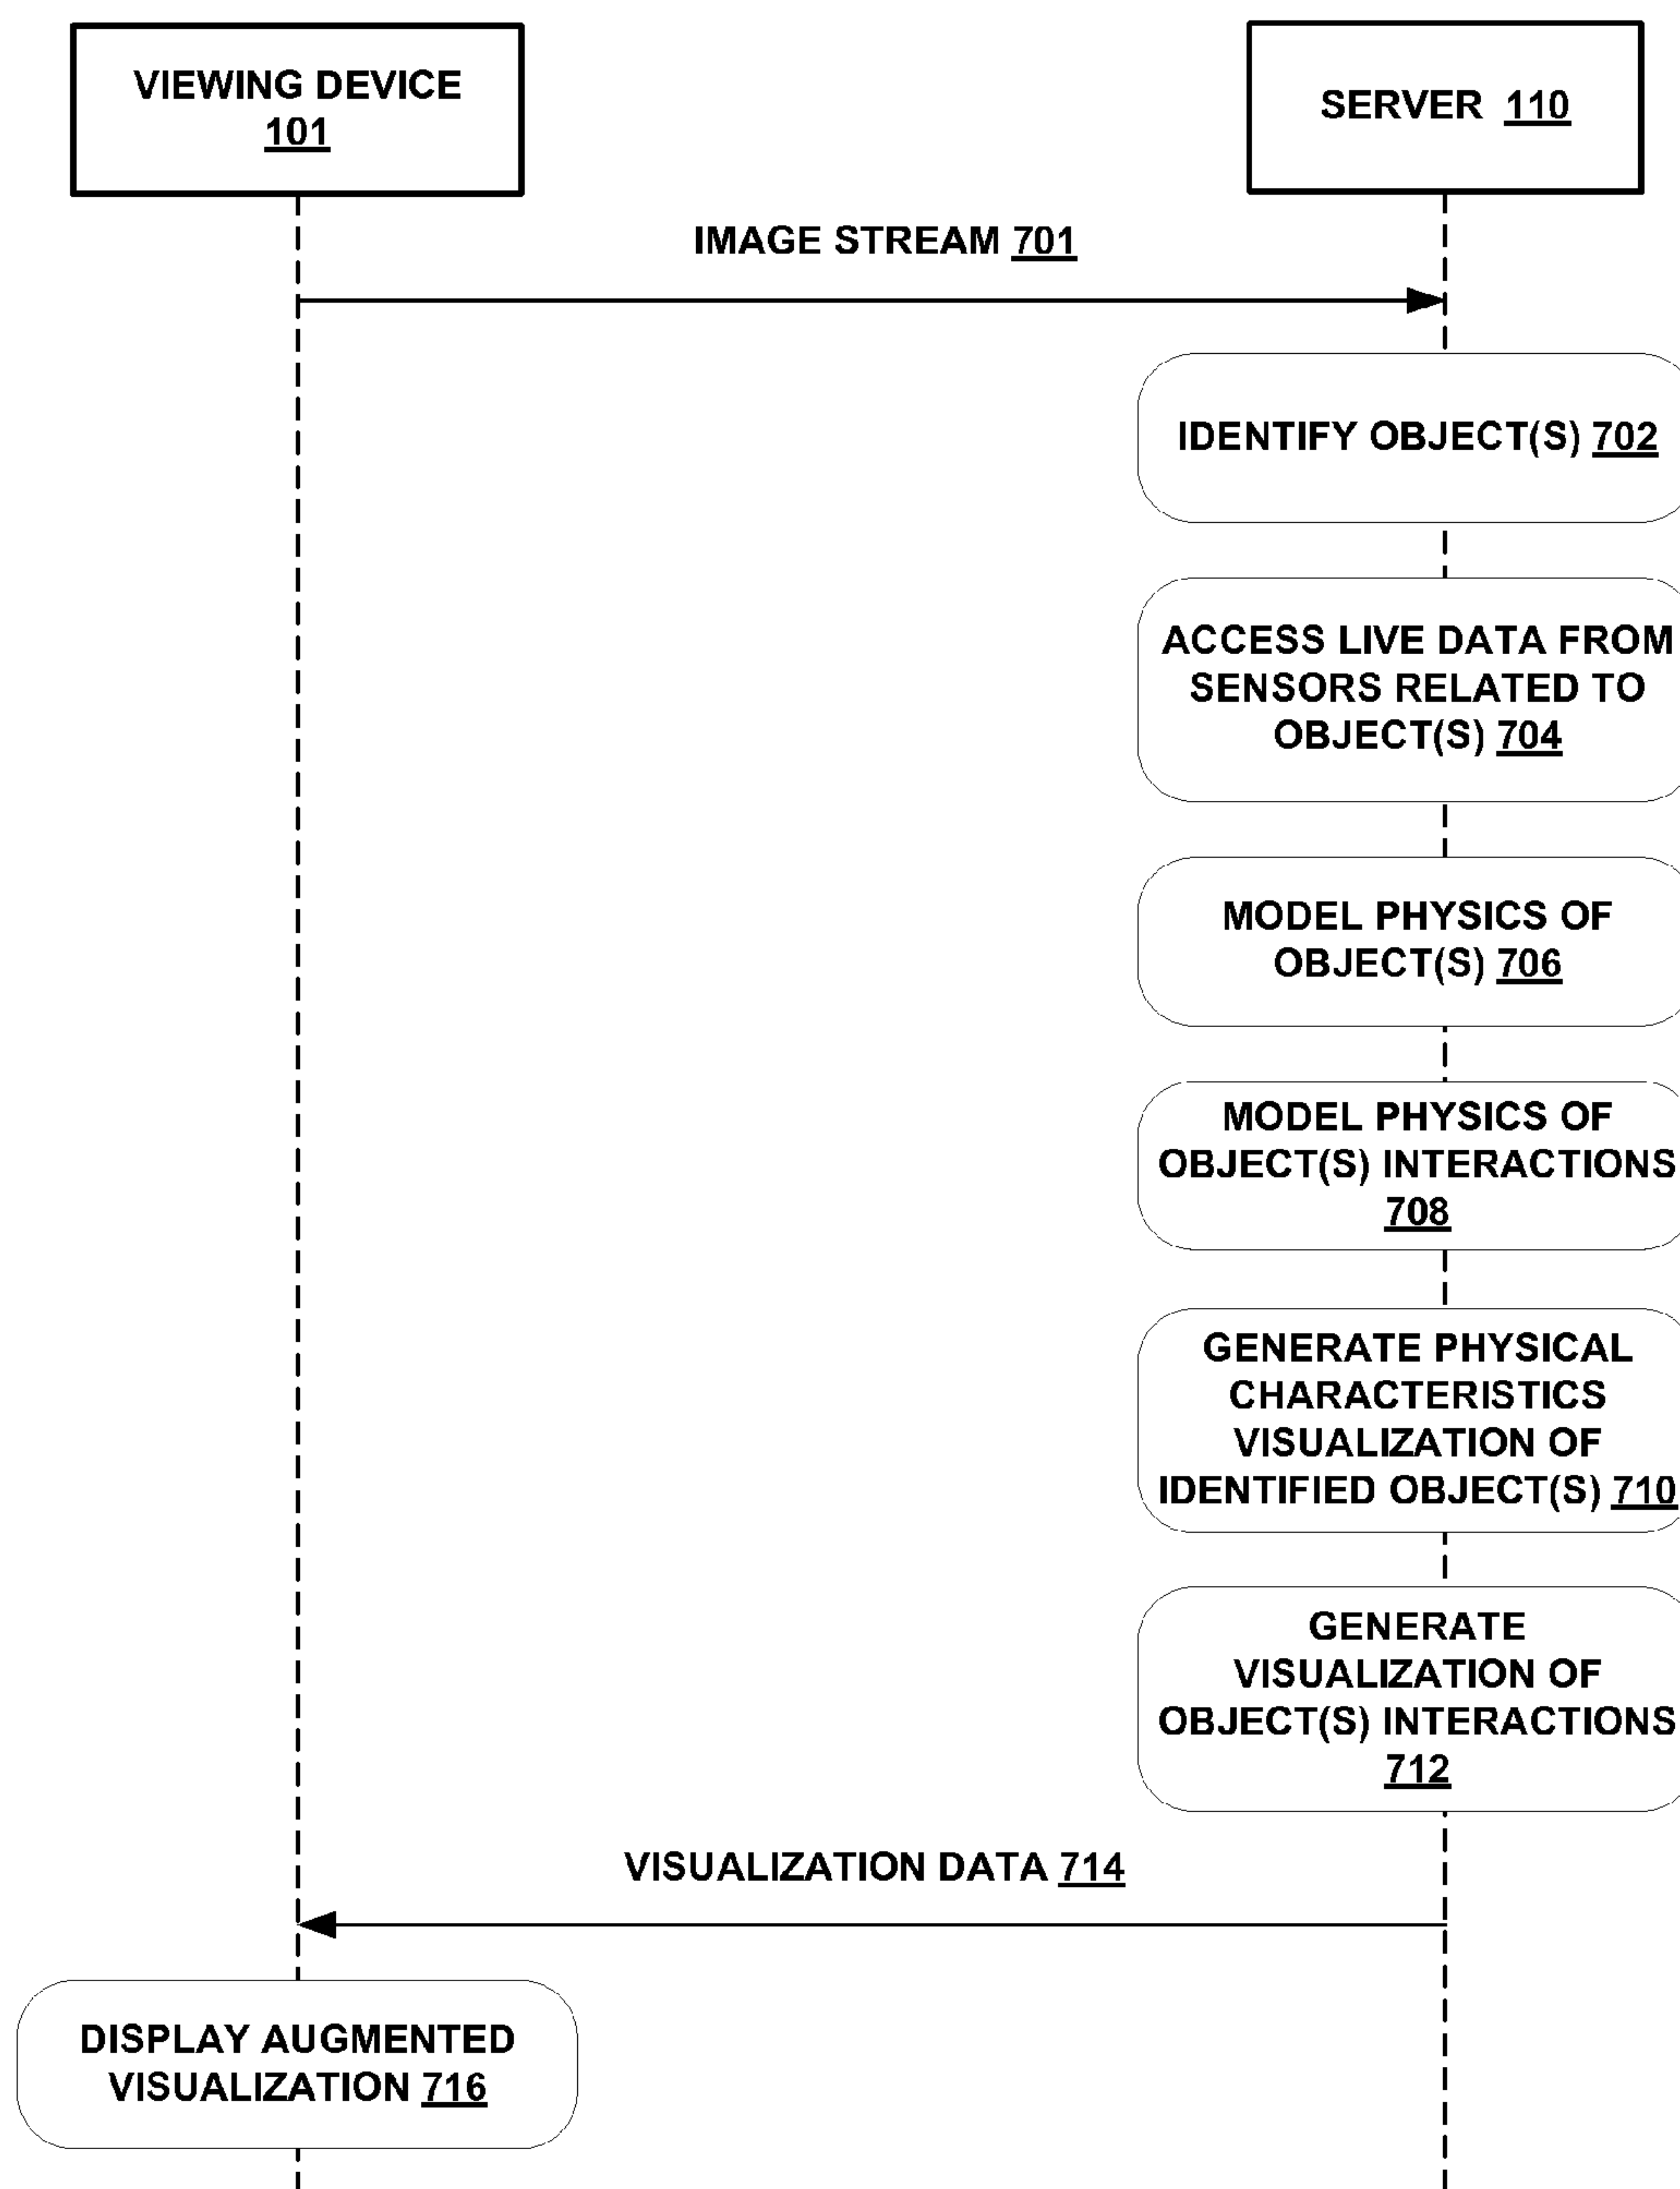 VIEWING DEVICE
101
SERVER 110
IMAGE STREAM 701
IDENTIFY OBJECT(S) 702
ACCESS LIVE DATA FROM
SENSORS RELATED TO
OBJECT(S) 704
MODEL PHYSICS OF
OBJECT(S) 706
MODEL PHYSICS OF
OBJECT(S) INTERACTIONS
708
GENERATE PHYSICAL
CHARACTERISTICS
VISUALIZATION OF
IDENTIFIED OBJECT(S) 710
GENERATE
VISUALIZATION OF
OBJECT(S) INTERACTIONS
712
VISUALIZATION DATA 714
DISPLAY AUGMENTED
VISUALIZATION 716